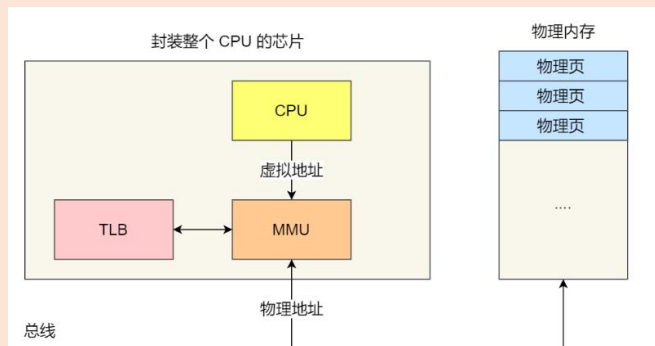 封装整个 CPU 的芯片
物理内存
物理页
物理页
物理页
CPU
虚拟地址
TLB
MMU
....
物理地址
总线